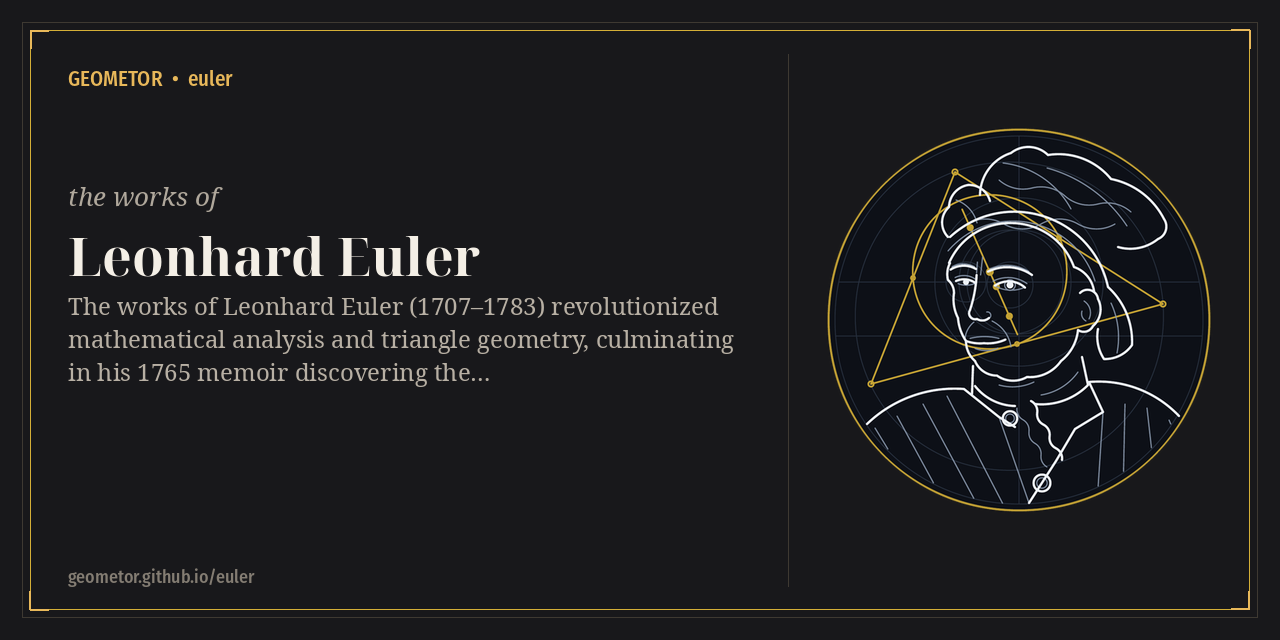 GEOMETOR • euler
the works of
Leonhard Euler
The works of Leonhard Euler (1707–1783) revolutionized
mathematical analysis and triangle geometry, culminating
in his 1765 memoir discovering the...
geometor.github.io/euler